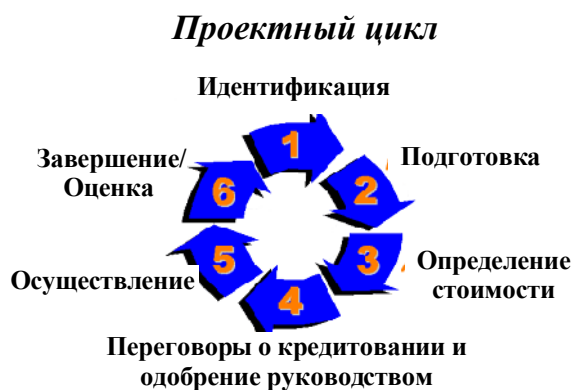 Проектный цикл
Идентификация
1
Подготовка
2
Определение
стоимости
3
4
Переговоры о кредитовании и
одобрение руководством
5
Осуществление
6
Завершение/
Оценка